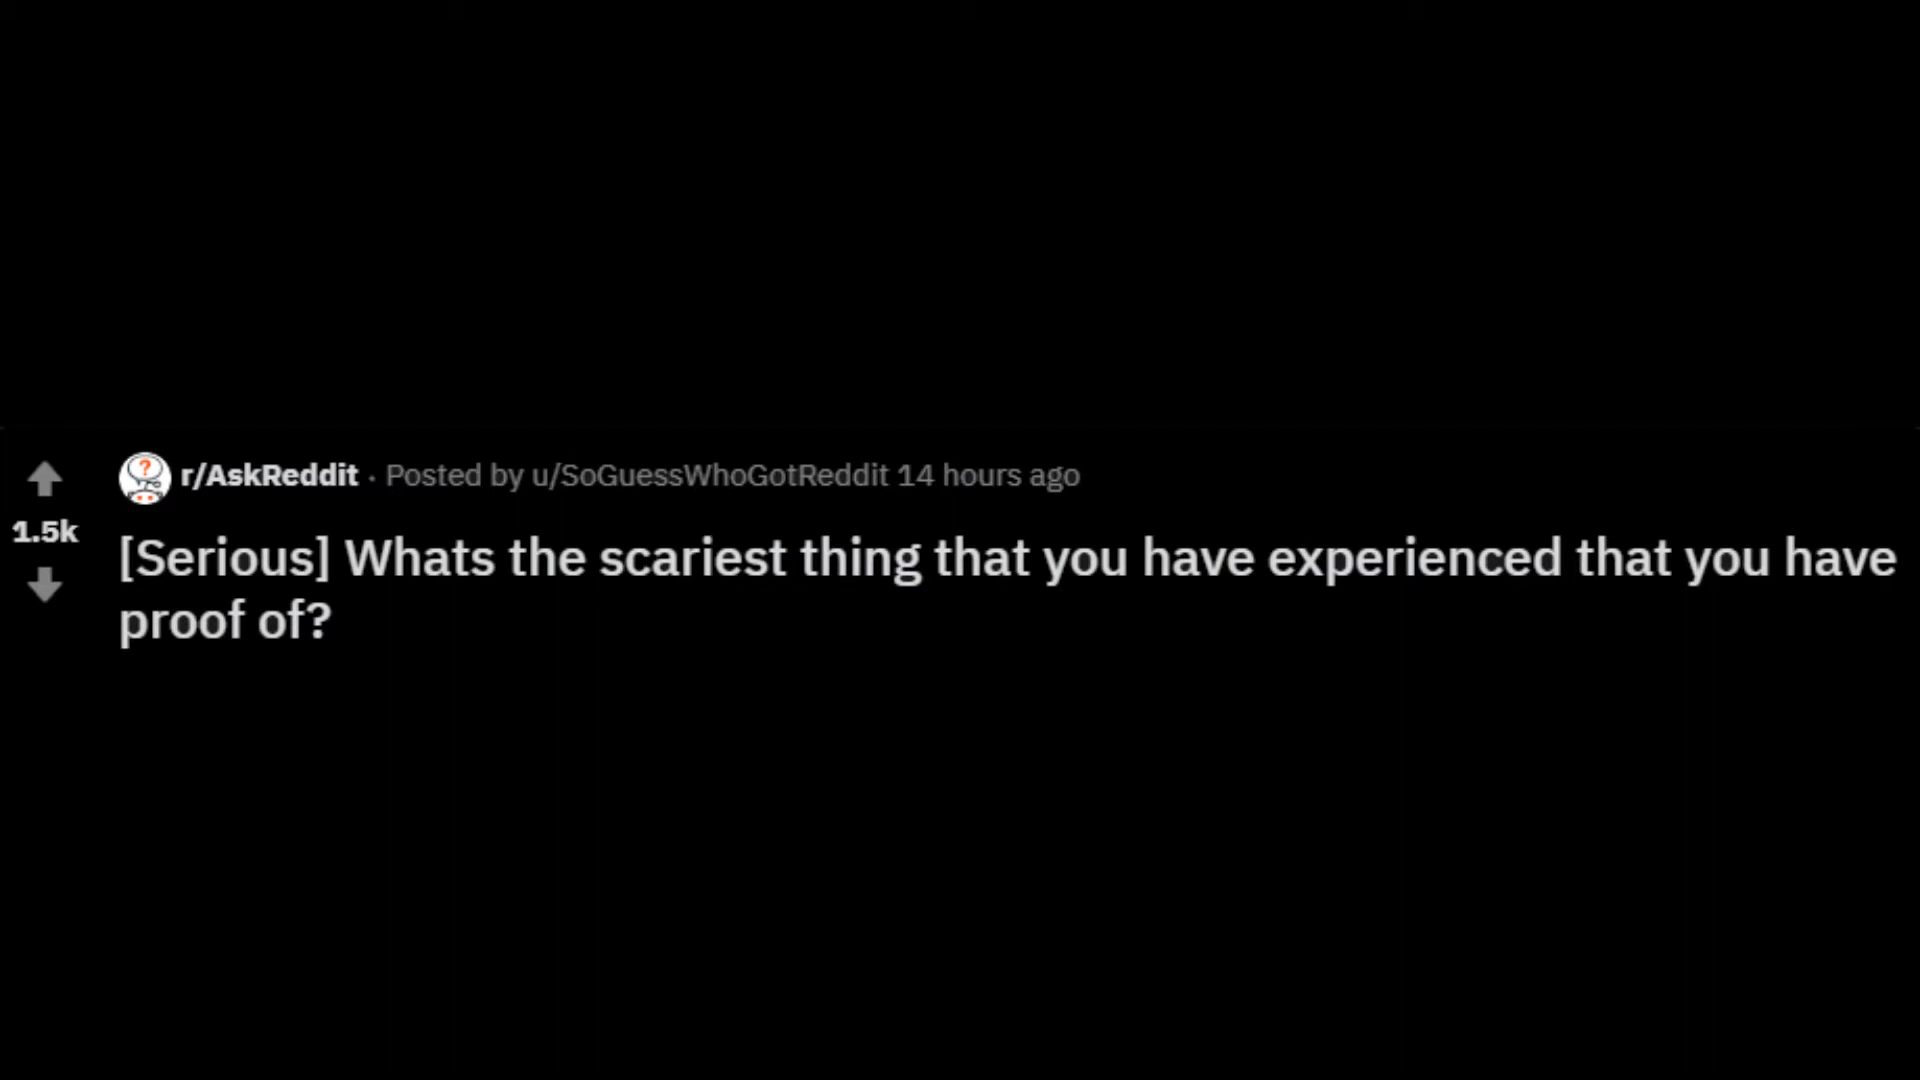 r/AskReddit · Posted by u/SoGuessWhoGotReddit 14 hours ago
1.5k
[Serious] Whats the scariest thing that you have experienced that you have
proof of?